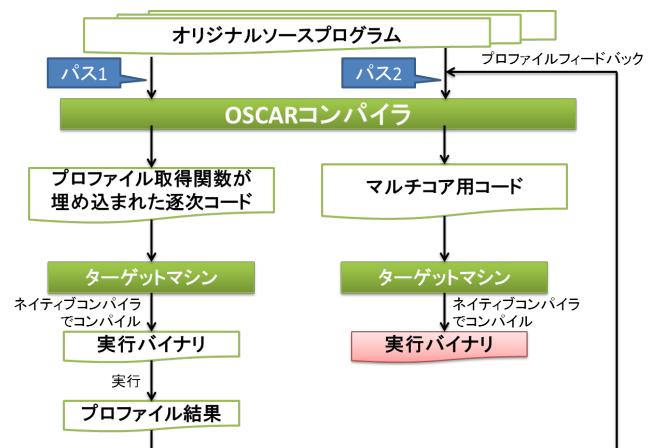 オリジナルソースプログラム
プロファイルフィードバック
パス1
パス2
OSCARコンパイラ
プロファイル取得関数が
埋め込まれた逐次コード
マルチコア用コード
ターゲットマシン
ターゲットマシン
ネイティブコンパイラ
でコンパイル
ネイティブコンパイラ
でコンパイル
実行バイナリ
実行バイナリ
実行
プロファイル結果